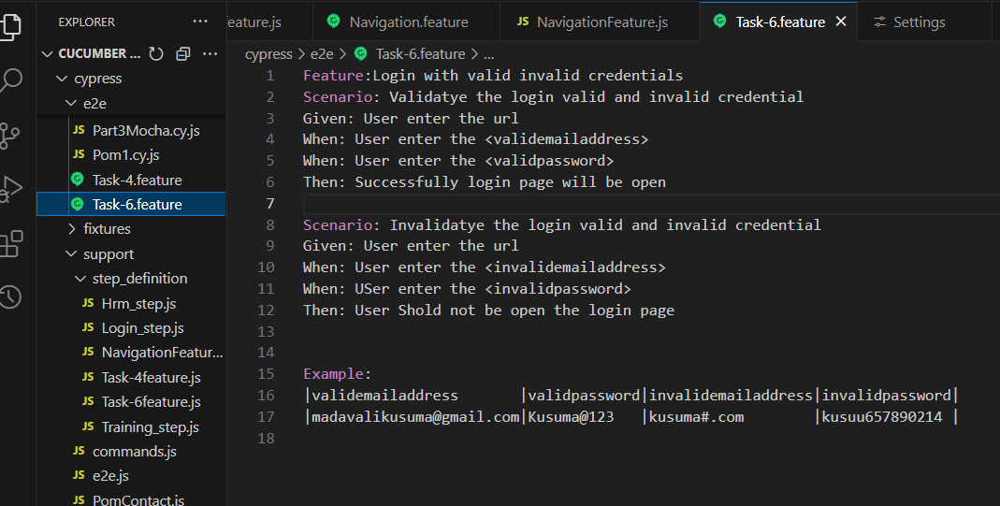 EXPLORER
CUCUMBER ...
cypress
e2e
Part3Mocha.cy.js
Pom1.cy.js
Task-4.feature
Task-6.feature
fixtures
support
step_definition
Hrm_step.js
Login_step.js
NavigationFeatur...
Task-4feature.js
Task-6feature.js
Training_step.js
commands.js
e2e.js
PomContact.js
eature.js
Navigation.feature
JS NavigationFeature.js
Task-6.feature
Settings
cypress > e2e > Task-6.feature > ...
1 Feature:Login with valid invalid credentials
2 Scenario: Validatye the login valid and invalid credential
3 Given: User enter the url
4 When: User enter the <validemailaddress>
5 When: User enter the <validpassword>
6 Then: Successfully login page will be open
7
8 Scenario: Invalidatye the login valid and invalid credential
9 Given: User enter the url
10 When: User enter the <invalidemailaddress>
11 When: USer enter the <invalidpassword>
12 Then: User Shold not be open the login page
13
14
15 Example:
16 |validemailaddress |validpassword|invalidemailaddress|invalidpassword|
17 |madavalikusuma@gmail.com|Kusuma@123 |kusuma#.com |kusuu657890214 |
18